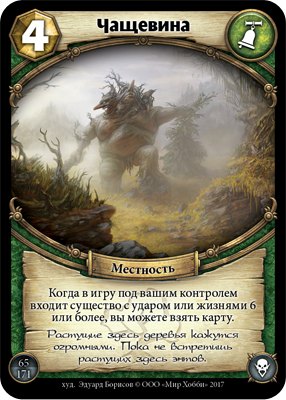 4
Чащевина
Местность
Когда в игру под вашим контролем
входит существо с ударом или жизнями 6
или более, вы можете взять карту.
Растущие здесь деревья кажутся
огромными. Пока не встретишь
растущих здесь энтов.
65
171
худ. Эдуард Борисов © ООО «Мир Хобби» 2017